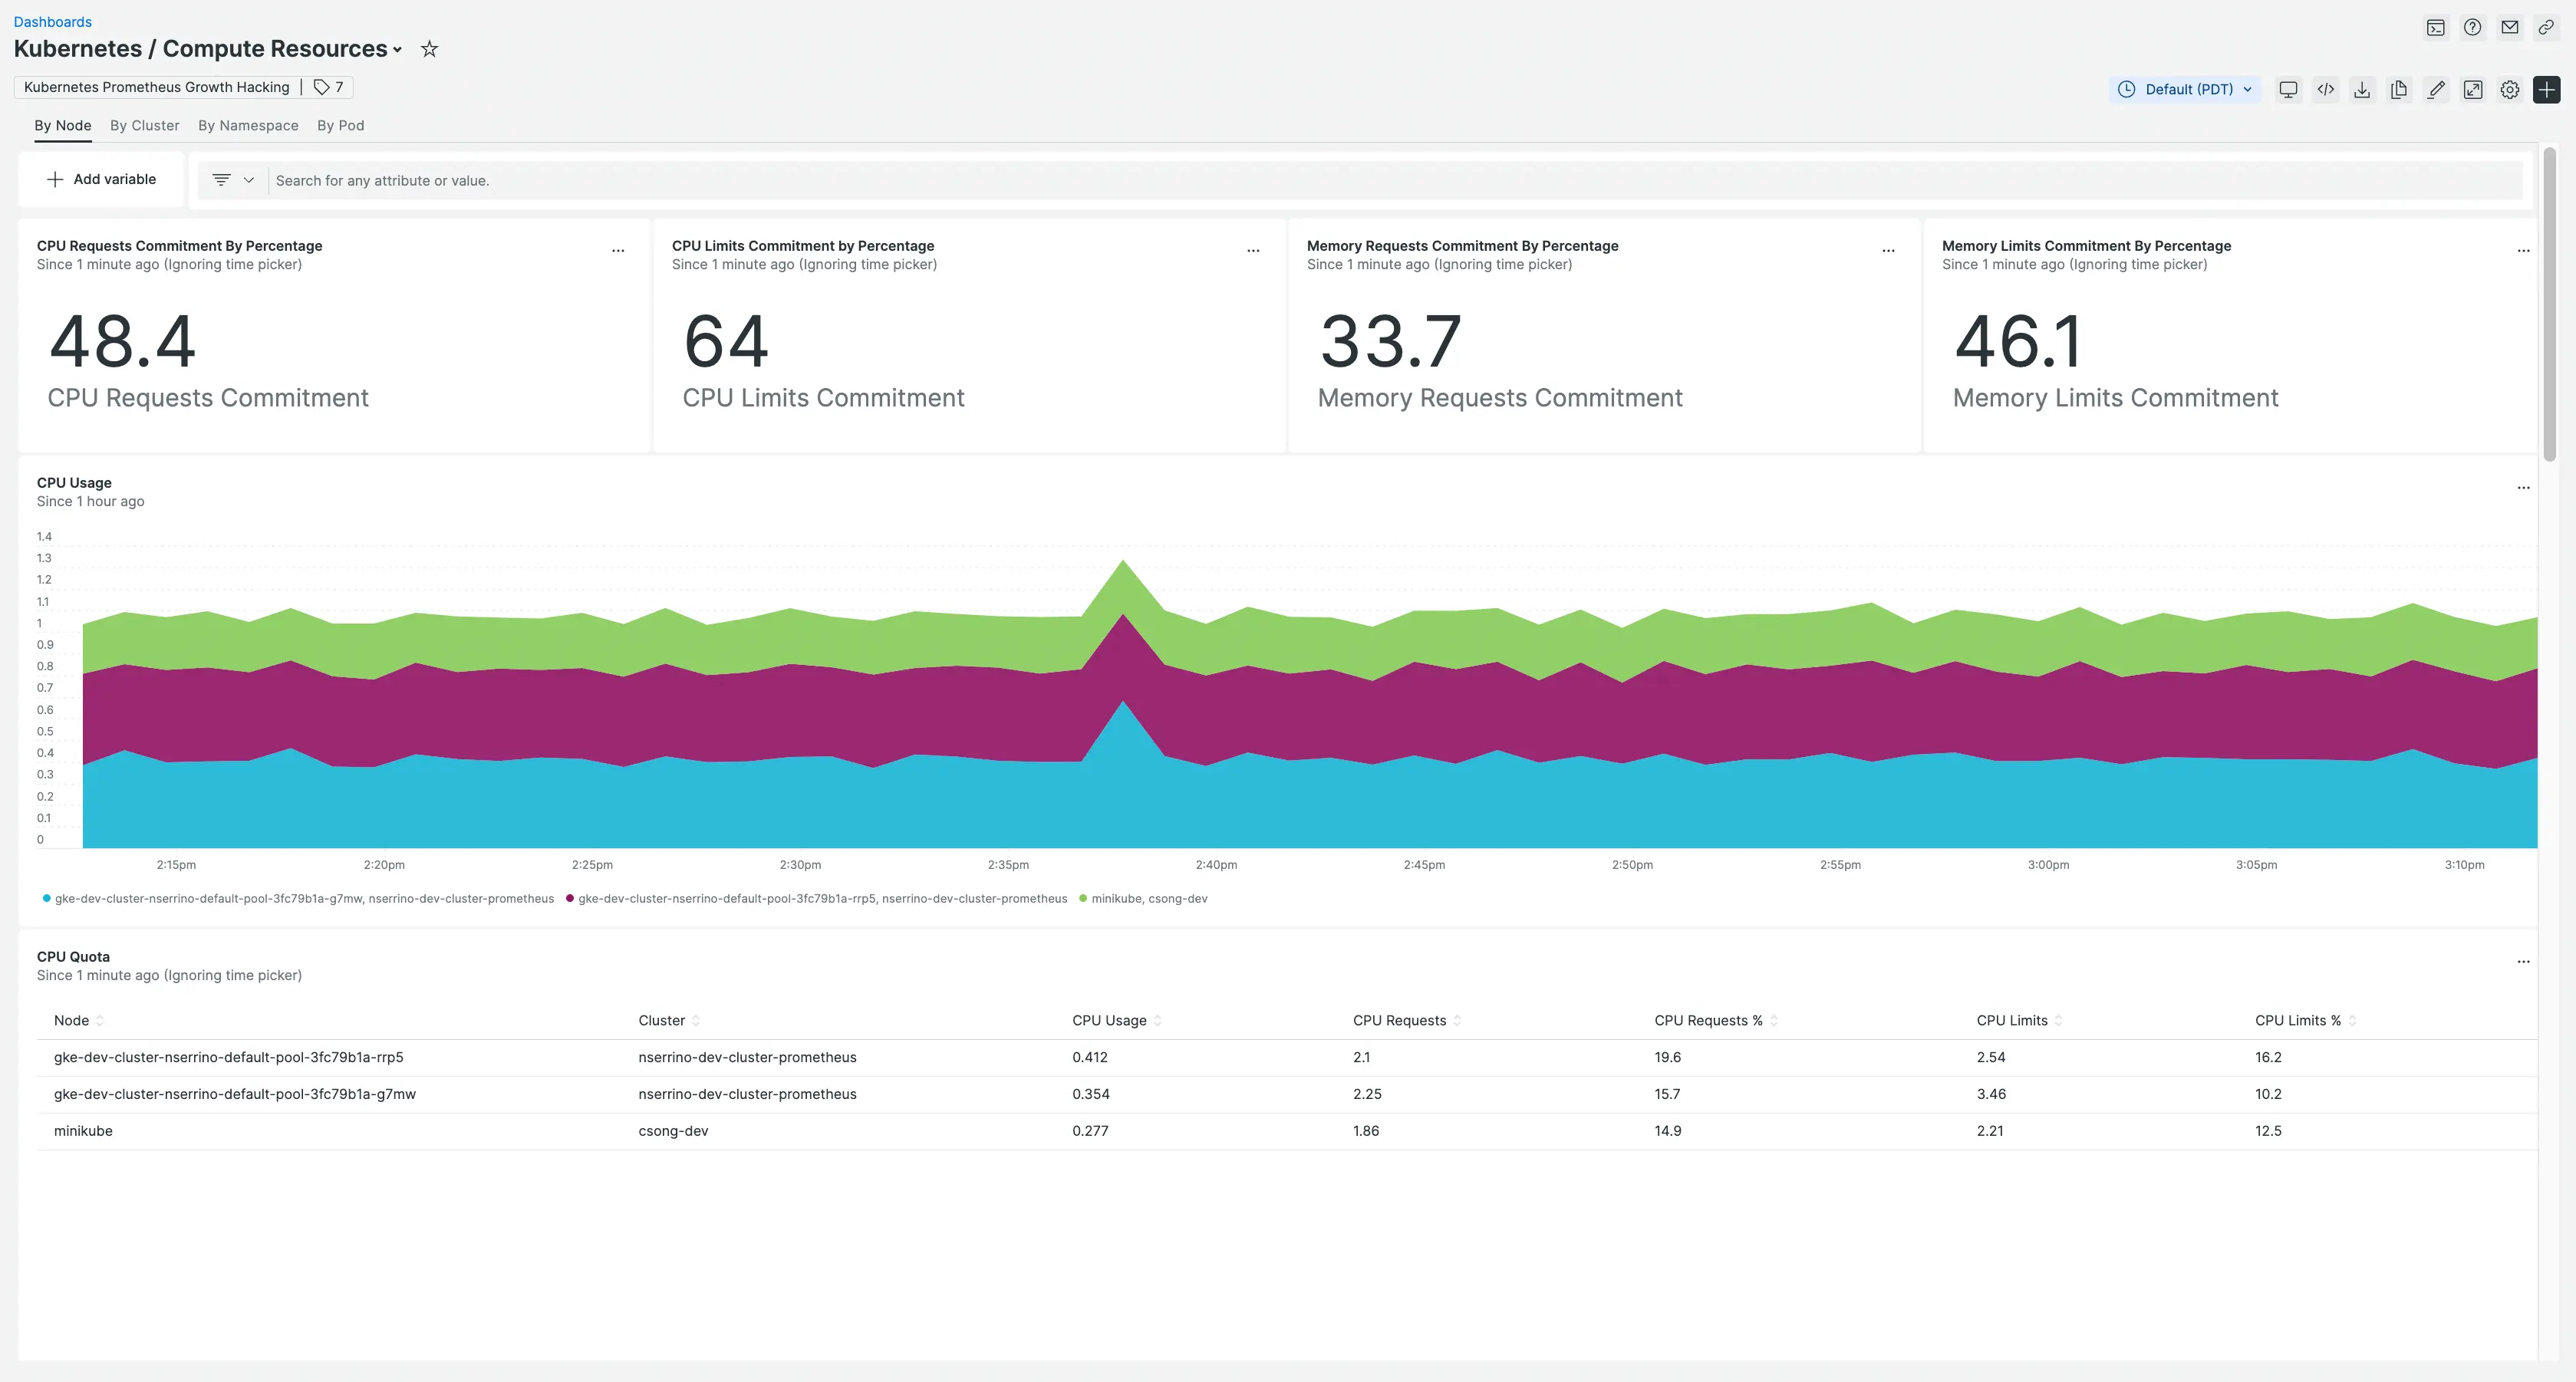 Dashboards
Kubernetes / Compute Resources
Kubernetes Prometheus Growth Hacking | 7
Default (PDT)
By Node By Cluster By Namespace By Pod
Add variable
Search for any attribute or value.
CPU Requests Commitment By Percentage
Since 1 minute ago (Ignoring time picker)
48.4
CPU Requests Commitment
CPU Limits Commitment by Percentage
Since 1 minute ago (Ignoring time picker)
64
CPU Limits Commitment
Memory Requests Commitment By Percentage
Since 1 minute ago (Ignoring time picker)
33.7
Memory Requests Commitment
Memory Limits Commitment By Percentage
Since 1 minute ago (Ignoring time picker)
46.1
Memory Limits Commitment
CPU Usage
Since 1 hour ago
1.4
1.3
1.2
1.1
1
0.9
0.8
0.7
0.6
0.5
0.4
0.3
0.2
0.1
0
2:15pm 2:20pm 2:25pm 2:30pm 2:35pm 2:40pm 2:45pm 2:50pm 2:55pm 3:00pm 3:05pm 3:10pm
gke-dev-cluster-nserrino-default-pool-3fc79b1a-g7mw, nserrino-dev-cluster-prometheus gke-dev-cluster-nserrino-default-pool-3fc79b1a-rrp5, nserrino-dev-cluster-prometheus minikube, csong-dev
CPU Quota
Since 1 minute ago (Ignoring time picker)
Node Cluster CPU Usage CPU Requests CPU Requests % CPU Limits CPU Limits %
gke-dev-cluster-nserrino-default-pool-3fc79b1a-rrp5 nserrino-dev-cluster-prometheus 0.412 2.1 19.6 2.54 16.2
gke-dev-cluster-nserrino-default-pool-3fc79b1a-g7mw nserrino-dev-cluster-prometheus 0.354 2.25 15.7 3.46 10.2
minikube csong-dev 0.277 1.86 14.9 2.21 12.5